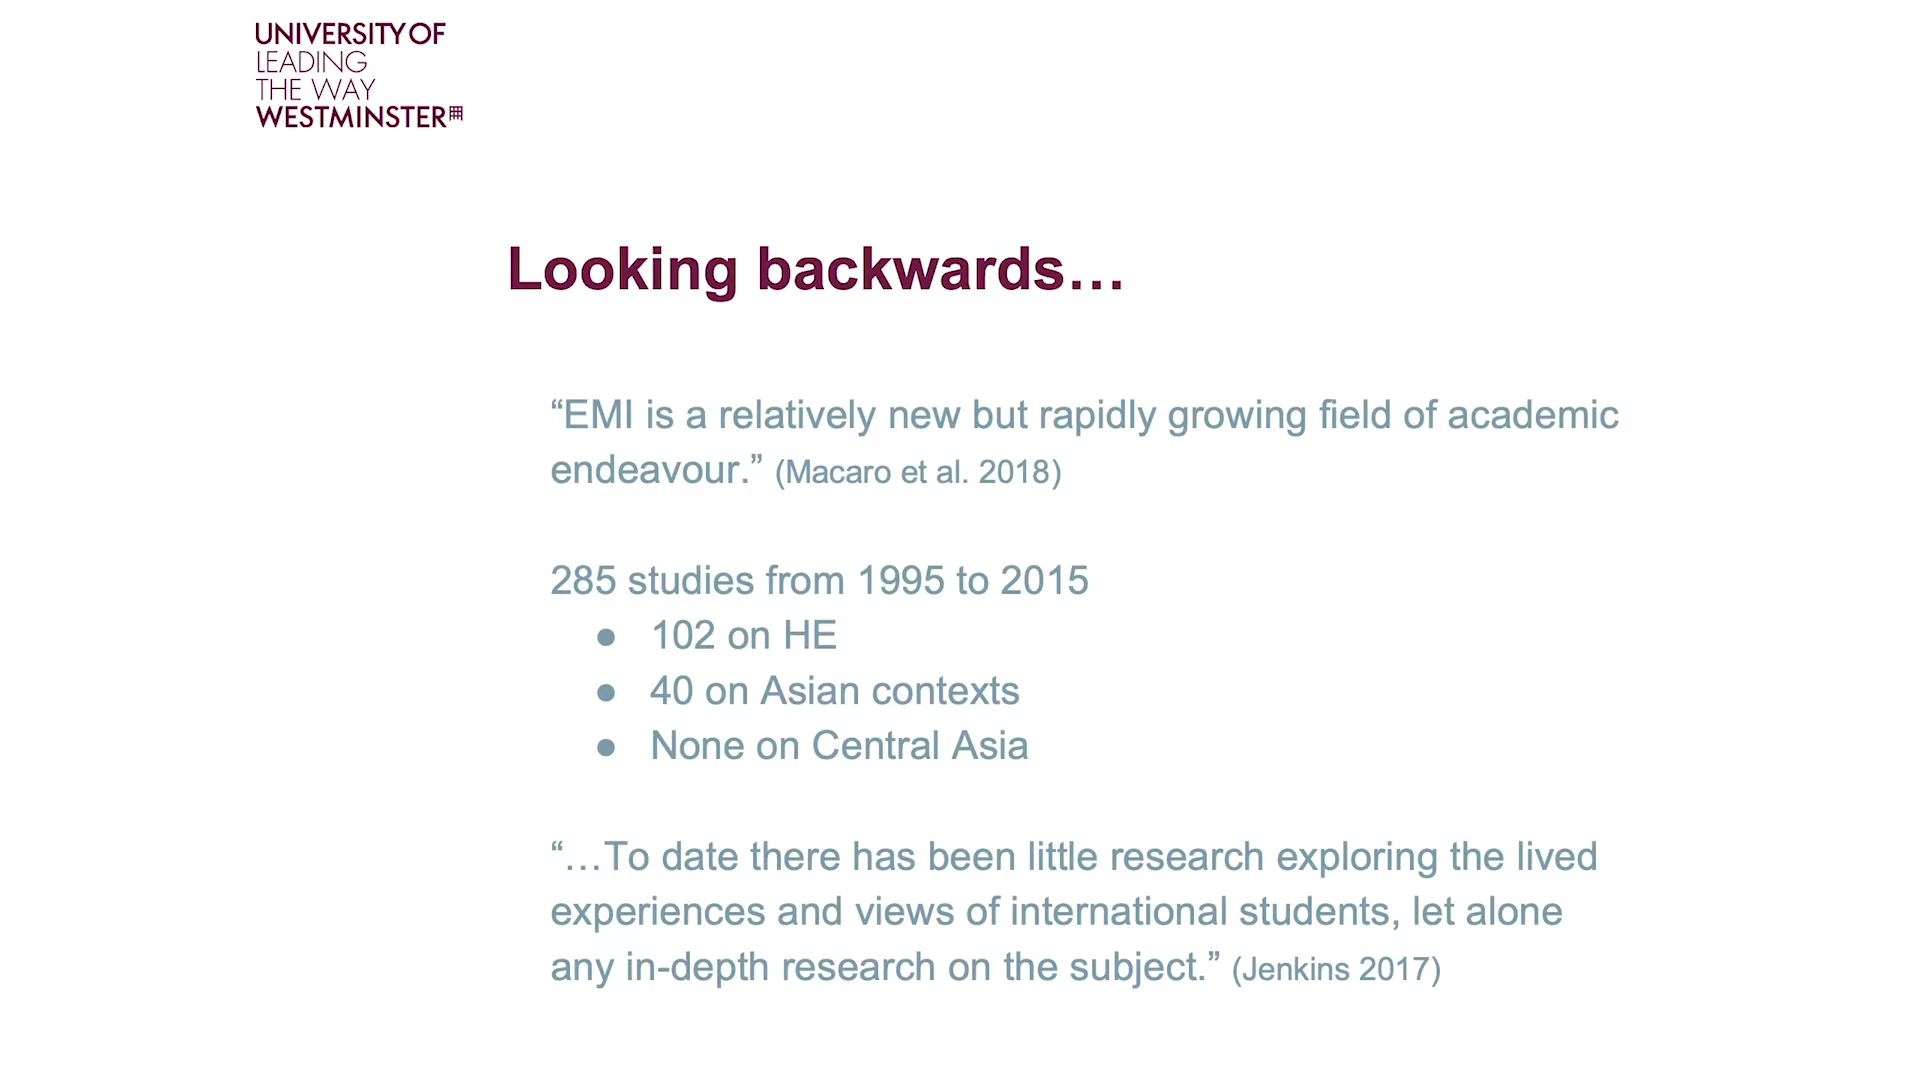 UNIVERSITY OF
LEADING
THE WAY
WESTMINSTER
Looking backwards…
“EMI is a relatively new but rapidly growing field of academic
endeavour.” (Macaro et al. 2018)
285 studies from 1995 to 2015
● 102 on HE
● 40 on Asian contexts
● None on Central Asia
“…To date there has been little research exploring the lived
experiences and views of international students, let alone
any in-depth research on the subject.” (Jenkins 2017)